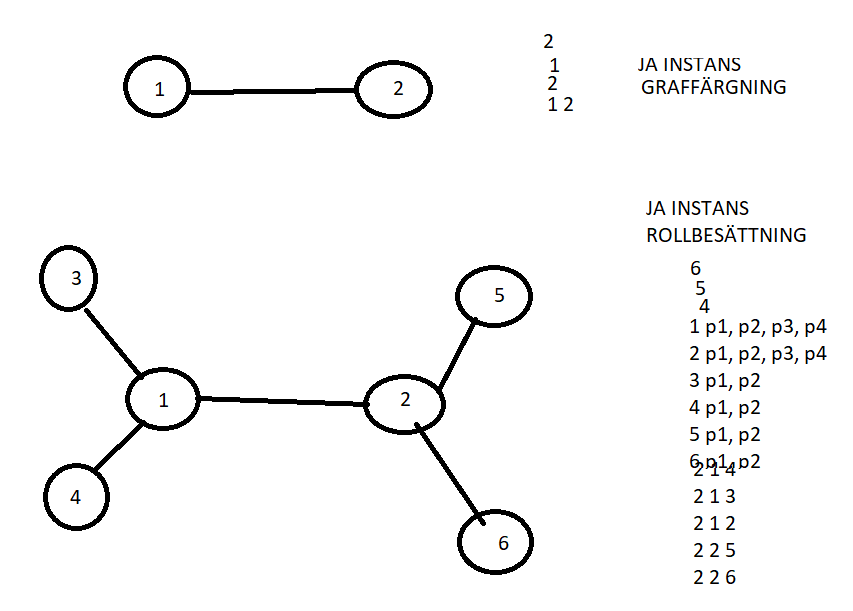 1
2
2
1
2
1 2
JA INSTANS
GRAFFÄRGNING
3
4
1
2
5
6
JA INSTANS
ROLLBESÄTTNING
6
5
4
1 p1, p2, p3, p4
2 p1, p2, p3, p4
3 p1, p2
4 p1, p2
5 p1, p2
6 p1, p2
2 1 4
2 1 3
2 1 2
2 2 5
2 2 6